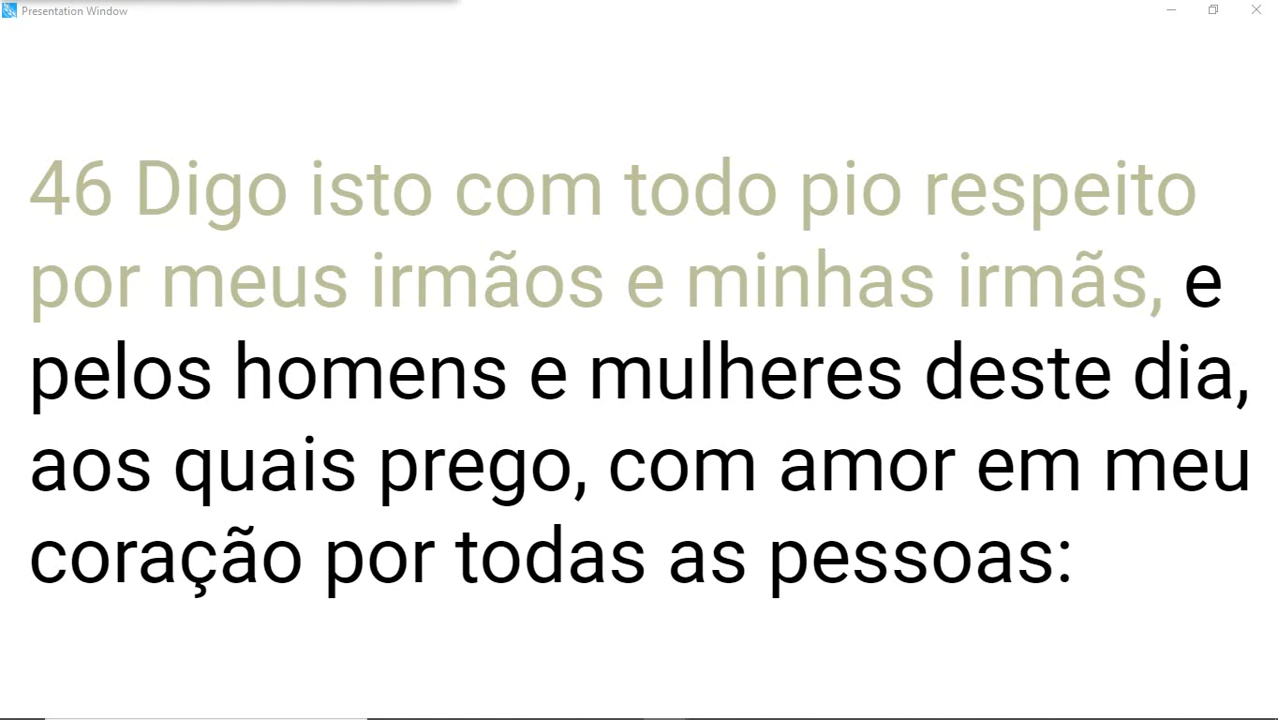 Presentation Window
46 Digo isto com todo pio respeito
por meus irmãos e minhas irmãs, e
pelos homens e mulheres deste dia,
aos quais prego, com amor em meu
coração por todas as pessoas: